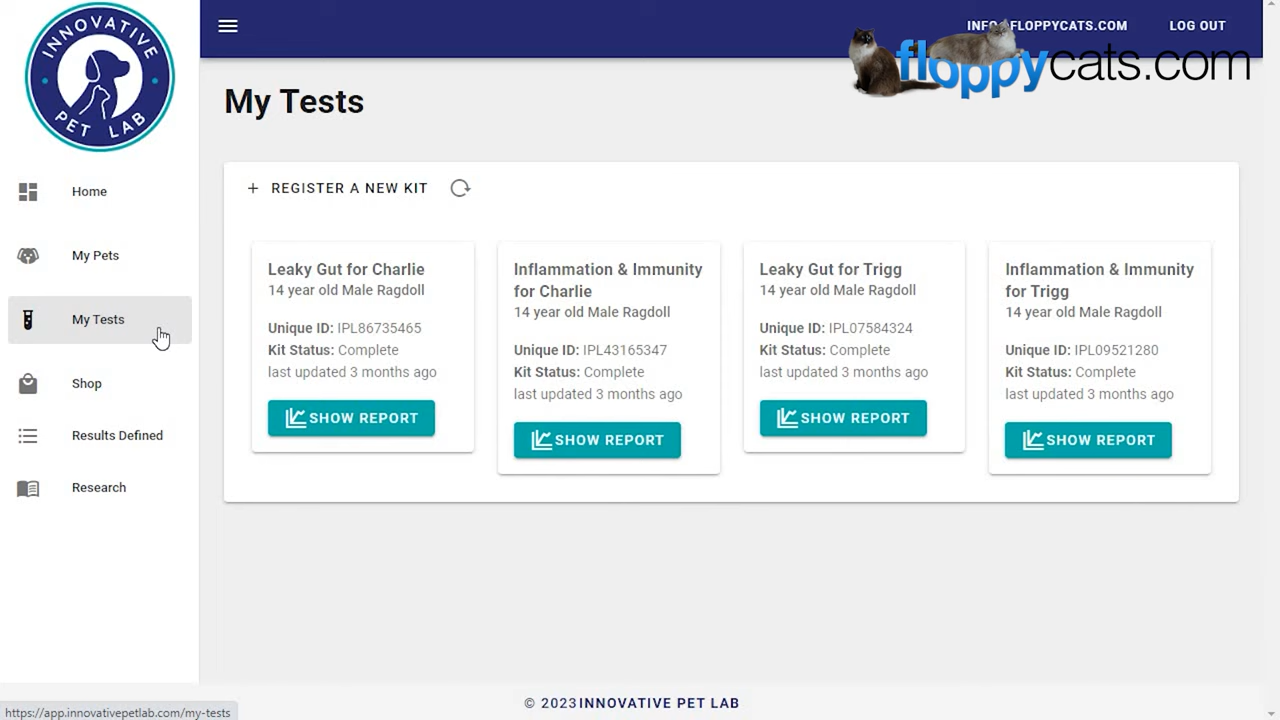 INNOVATIVE
PET LAB
Home
My Pets
My Tests
Shop
Results Defined
Research
LOG OUT
floppycats.com
My Tests
+ REGISTER A NEW KIT
Leaky Gut for Charlie
14 year old Male Ragdoll
Unique ID: IPL86735465
Kit Status: Complete
last updated 3 months ago
SHOW REPORT
Inflammation & Immunity
for Charlie
14 year old Male Ragdoll
Unique ID: IPL43165347
Kit Status: Complete
last updated 3 months ago
SHOW REPORT
Leaky Gut for Trigg
14 year old Male Ragdoll
Unique ID: IPL07584324
Kit Status: Complete
last updated 3 months ago
SHOW REPORT
Inflammation & Immunity
for Trigg
14 year old Male Ragdoll
Unique ID: IPL09521280
Kit Status: Complete
last updated 3 months ago
SHOW REPORT
© 2023INNOVATIVE PET LAB
https://app.innovativepetlab.com/my-tests